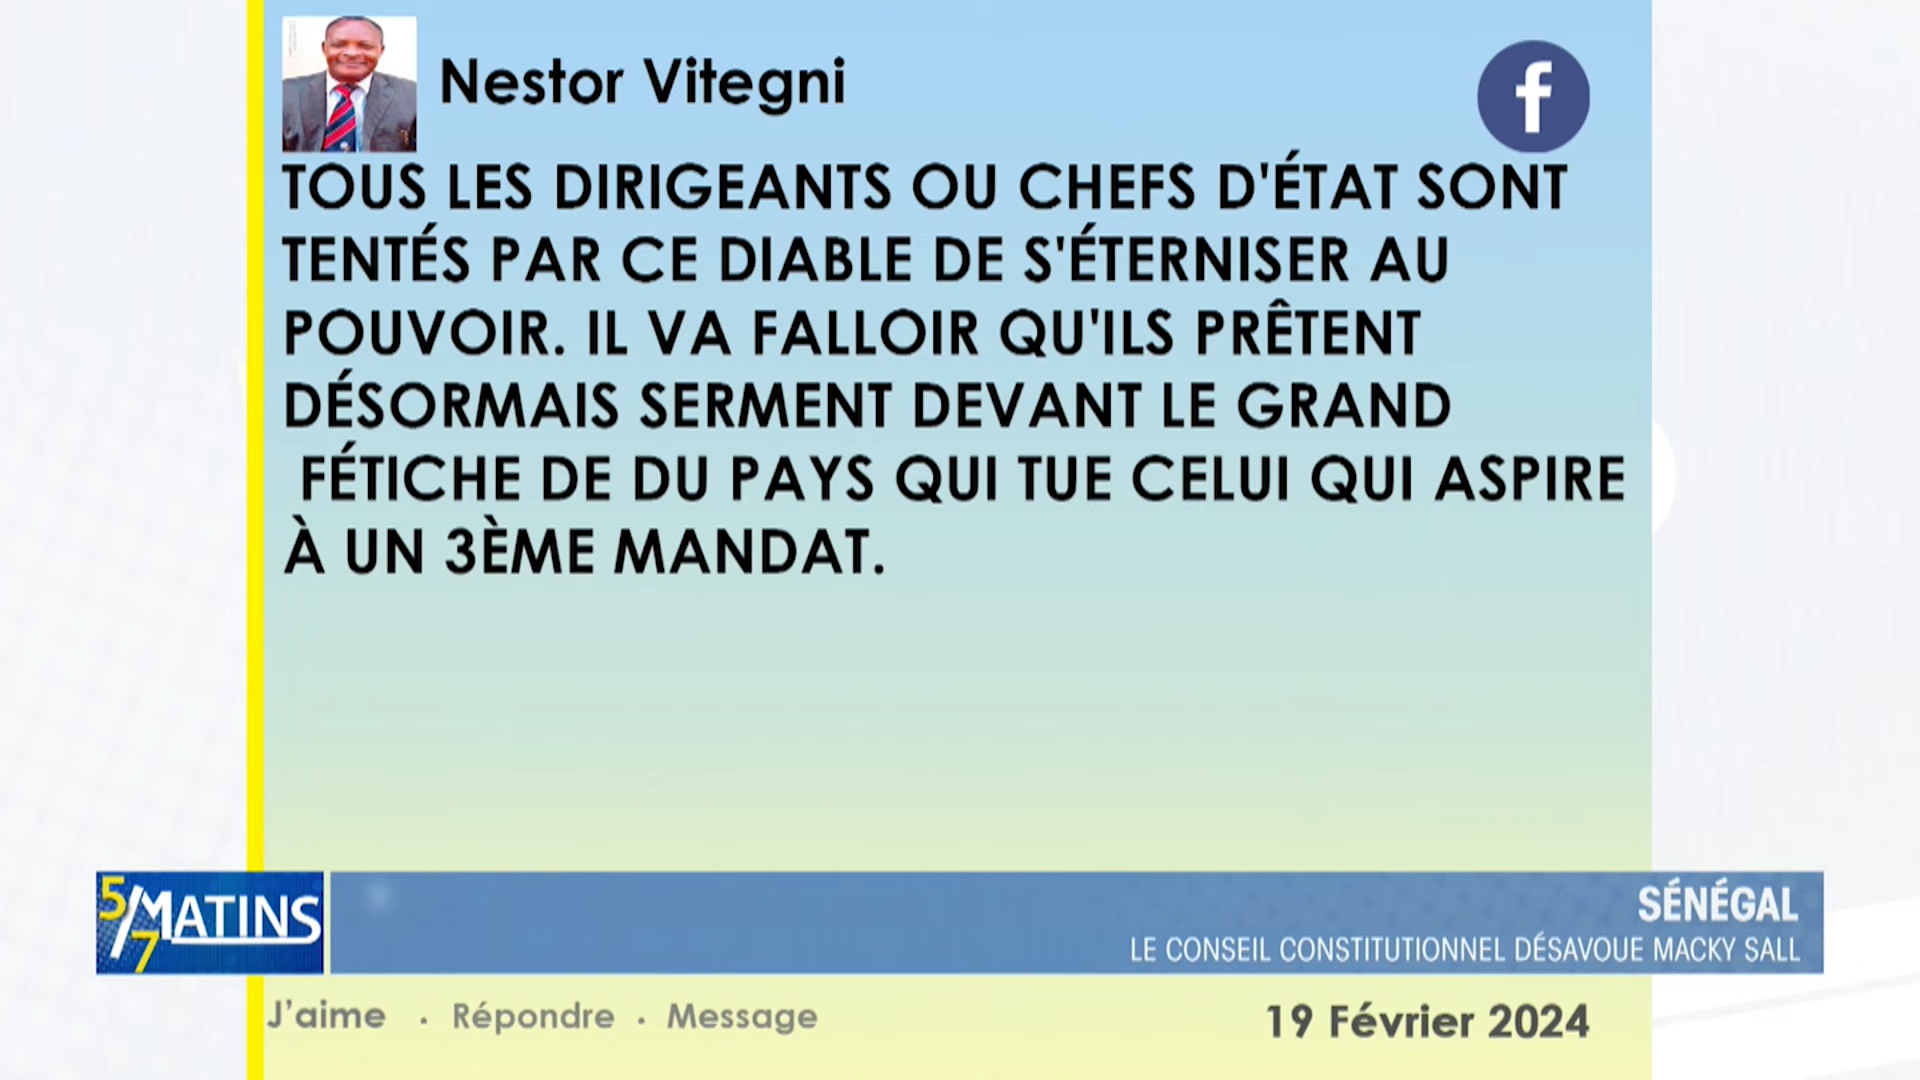 Nestor Vitegni
f
TOUS LES DIRIGEANTS OU CHEFS D'ÉTAT SONT
TENTÉS PAR CE DIABLE DE S'ÉTERNISER AU
POUVOIR. IL VA FALLOIR QU'ILS PRÊTENT
DÉSORMAIS SERMENT DEVANT LE GRAND
FÉTICHE DE DU PAYS QUI TUE CELUI QUI ASPIRE
À UN 3ÈME MANDAT.
5/7 MATINS
SÉNÉGAL
LE CONSEIL CONSTITUTIONNEL DÉSAVOUE MACKY SALL
J'aime · Répondre · Message
19 Février 2024